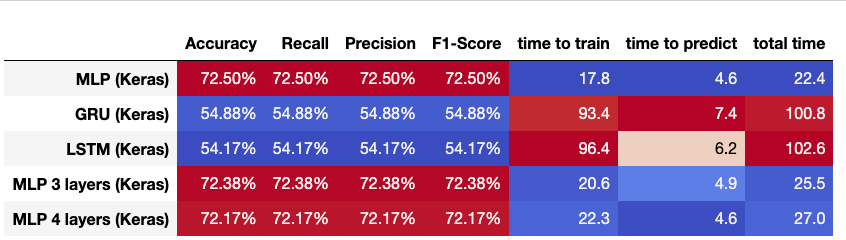 Accuracy Recall Precision F1-Score time to train time to predict total time
MLP (Keras) 72.50% 72.50% 72.50% 72.50% 17.8 4.6 22.4
GRU (Keras) 54.88% 54.88% 54.88% 54.88% 93.4 7.4 100.8
LSTM (Keras) 54.17% 54.17% 54.17% 54.17% 96.4 6.2 102.6
MLP 3 layers (Keras) 72.38% 72.38% 72.38% 72.38% 20.6 4.9 25.5
MLP 4 layers (Keras) 72.17% 72.17% 72.17% 72.17% 22.3 4.6 27.0